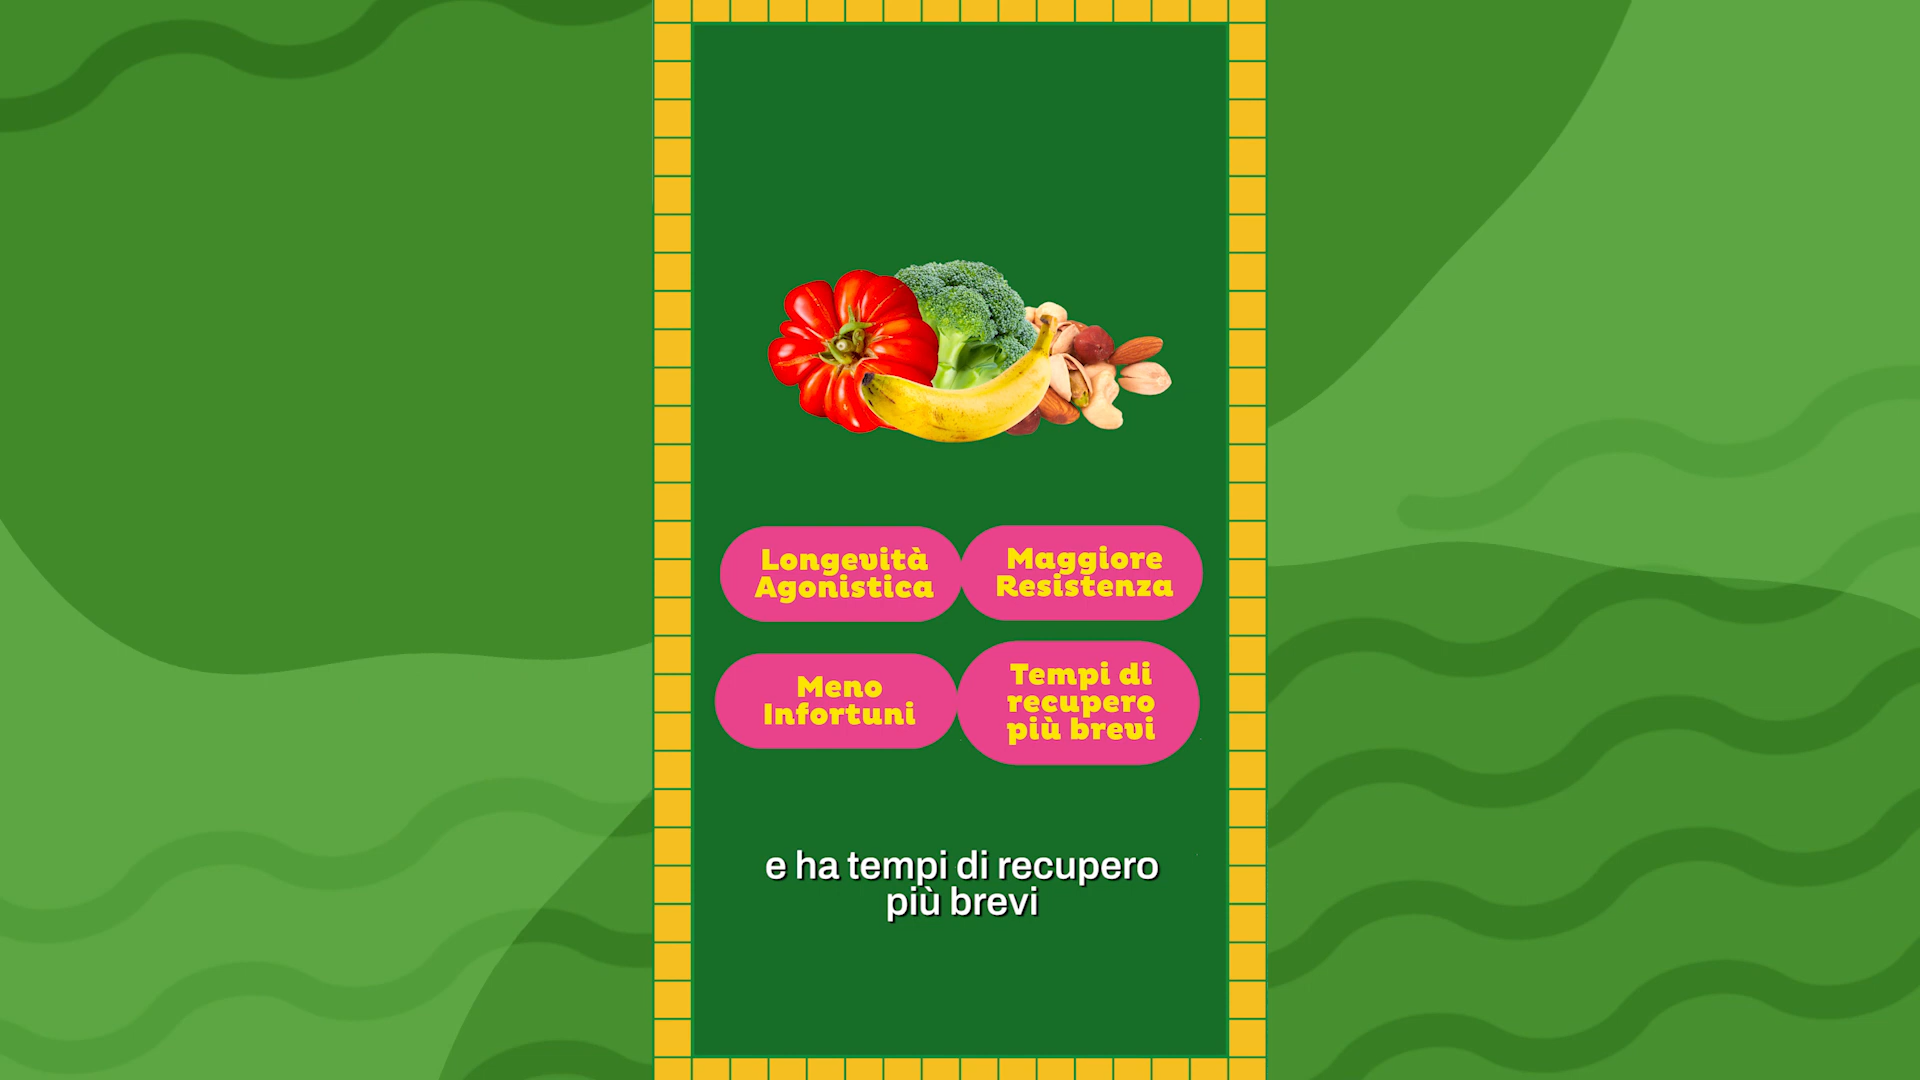 Longevità
Agonistica
Maggiore
Resistenza
Meno
Infortuni
Tempi di
recupero
più brevi
e ha tempi di recupero
più brevi